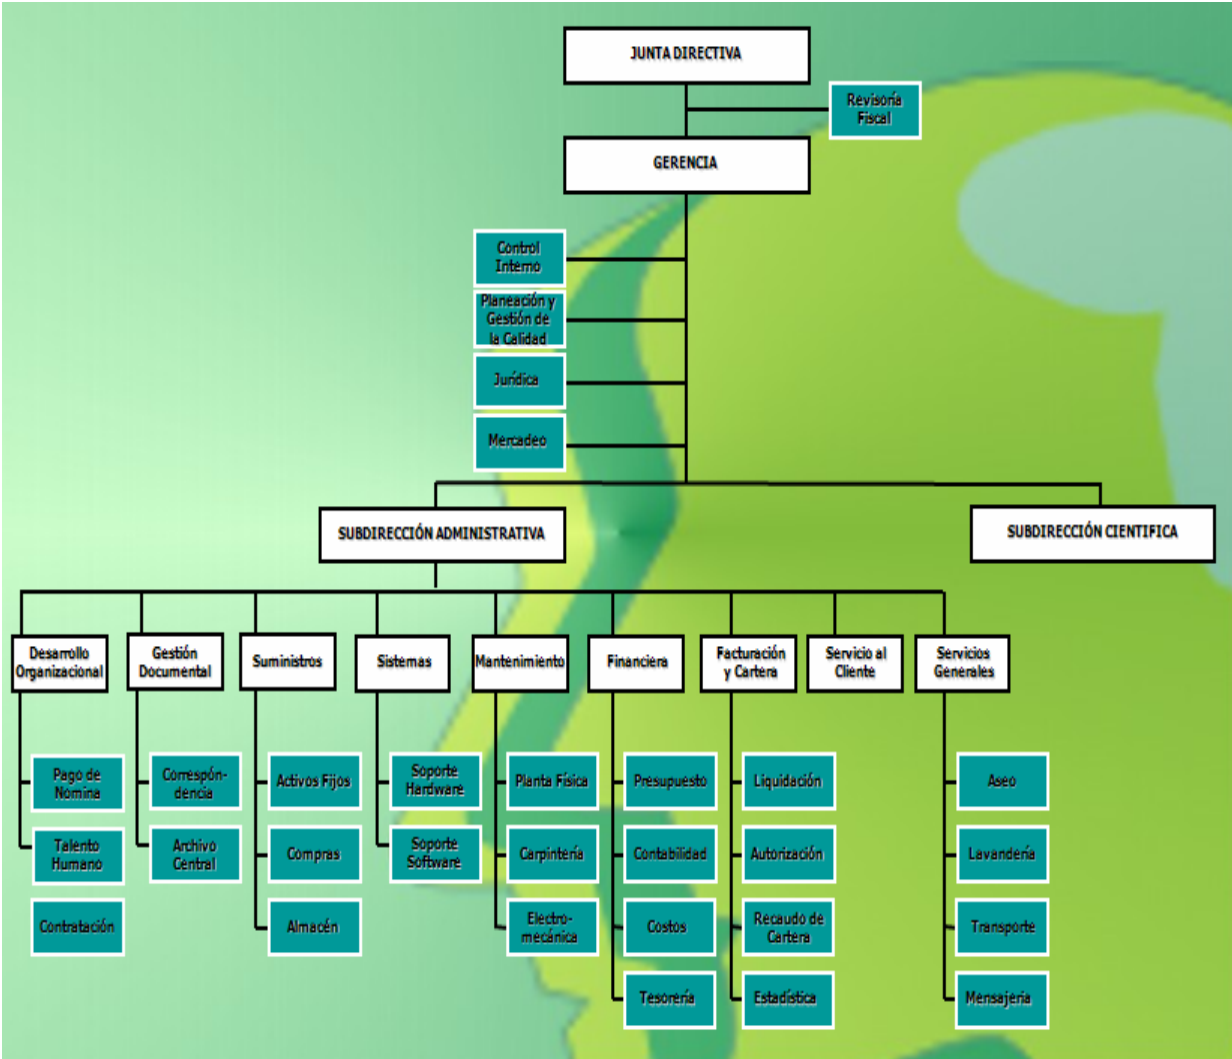 JUNTA DIRECTIVA
Revisoría
Fiscal
GERENCIA
Control
Interno
Planeación y
Gestión de
la Calidad
Jurídica
Mercadeo
SUBDIRECCIÓN ADMINISTRATIVA
SUBDIRECCIÓN CIENTIFICA
Desarrollo
Organizacional
Gestión
Documental
Suministros
Sistemas
Mantenimiento
Financiera
Facturación
y Cartera
Servicio al
Cliente
Servicios
Generales
Pago de
Nomina
Correspón-
dencia
Activos Fijos
Soporte
Hardware
Planta Física
Presupuesto
Liquidación
Aseo
Talento
Humano
Archivo
Central
Compras
Soporte
Software
Carpintería
Contabilidad
Autorización
Lavandería
Contratación
Almacén
Electro-
mecánica
Costos
Recaudo de
Cartera
Transporte
Tesorería
Estadística
Mensajeria